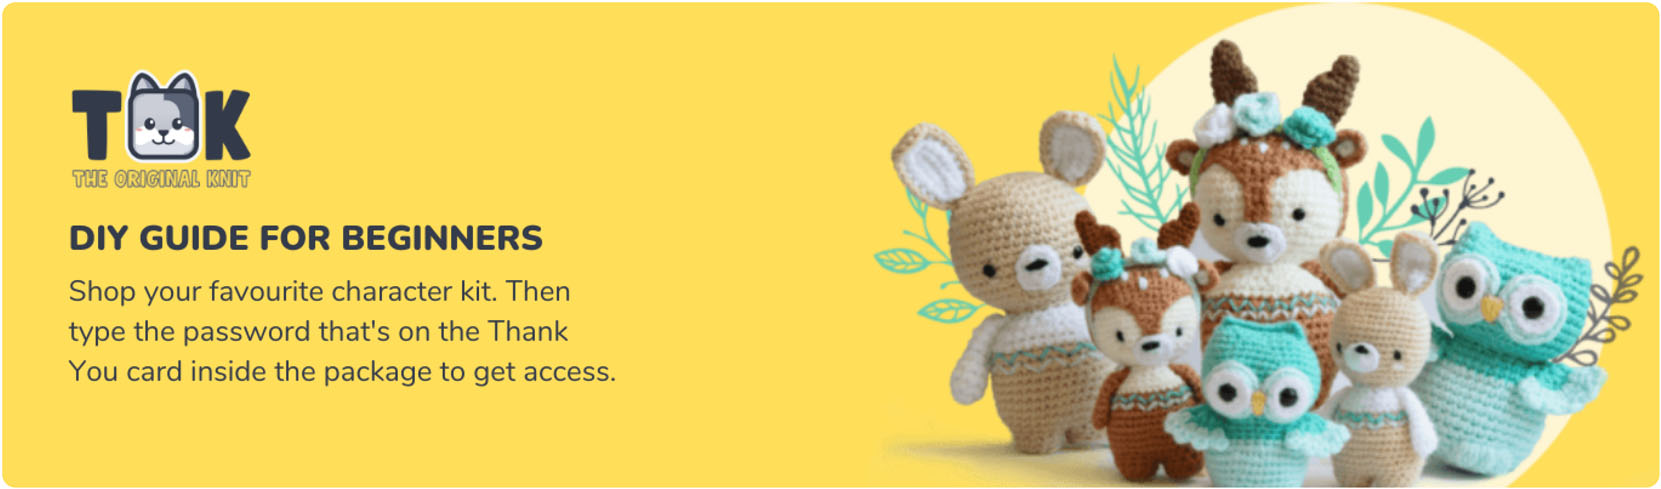 TOK
THE ORIGINAL KNIT
DIY GUIDE FOR BEGINNERS
Shop your favourite character kit. Then
type the password that's on the Thank
You card inside the package to get access.